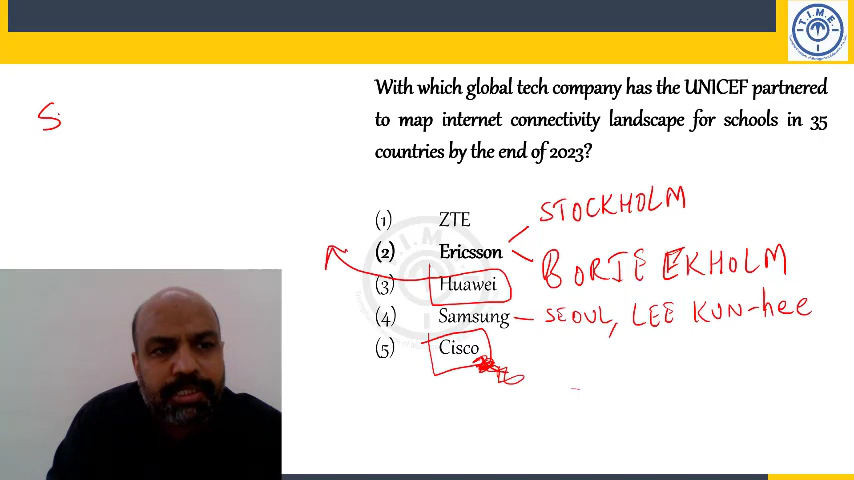 T.I.M.E.
With which global tech company has the UNICEF partnered
to map internet connectivity landscape for schools in 35
countries by the end of 2023?
S
(1) ZTE
STOCKHOLM
(2) Ericsson
BORJE EKHOLM
(3) Huawei
(4) Samsung
SEOUL, LEE KUN-hee
(5) Cisco